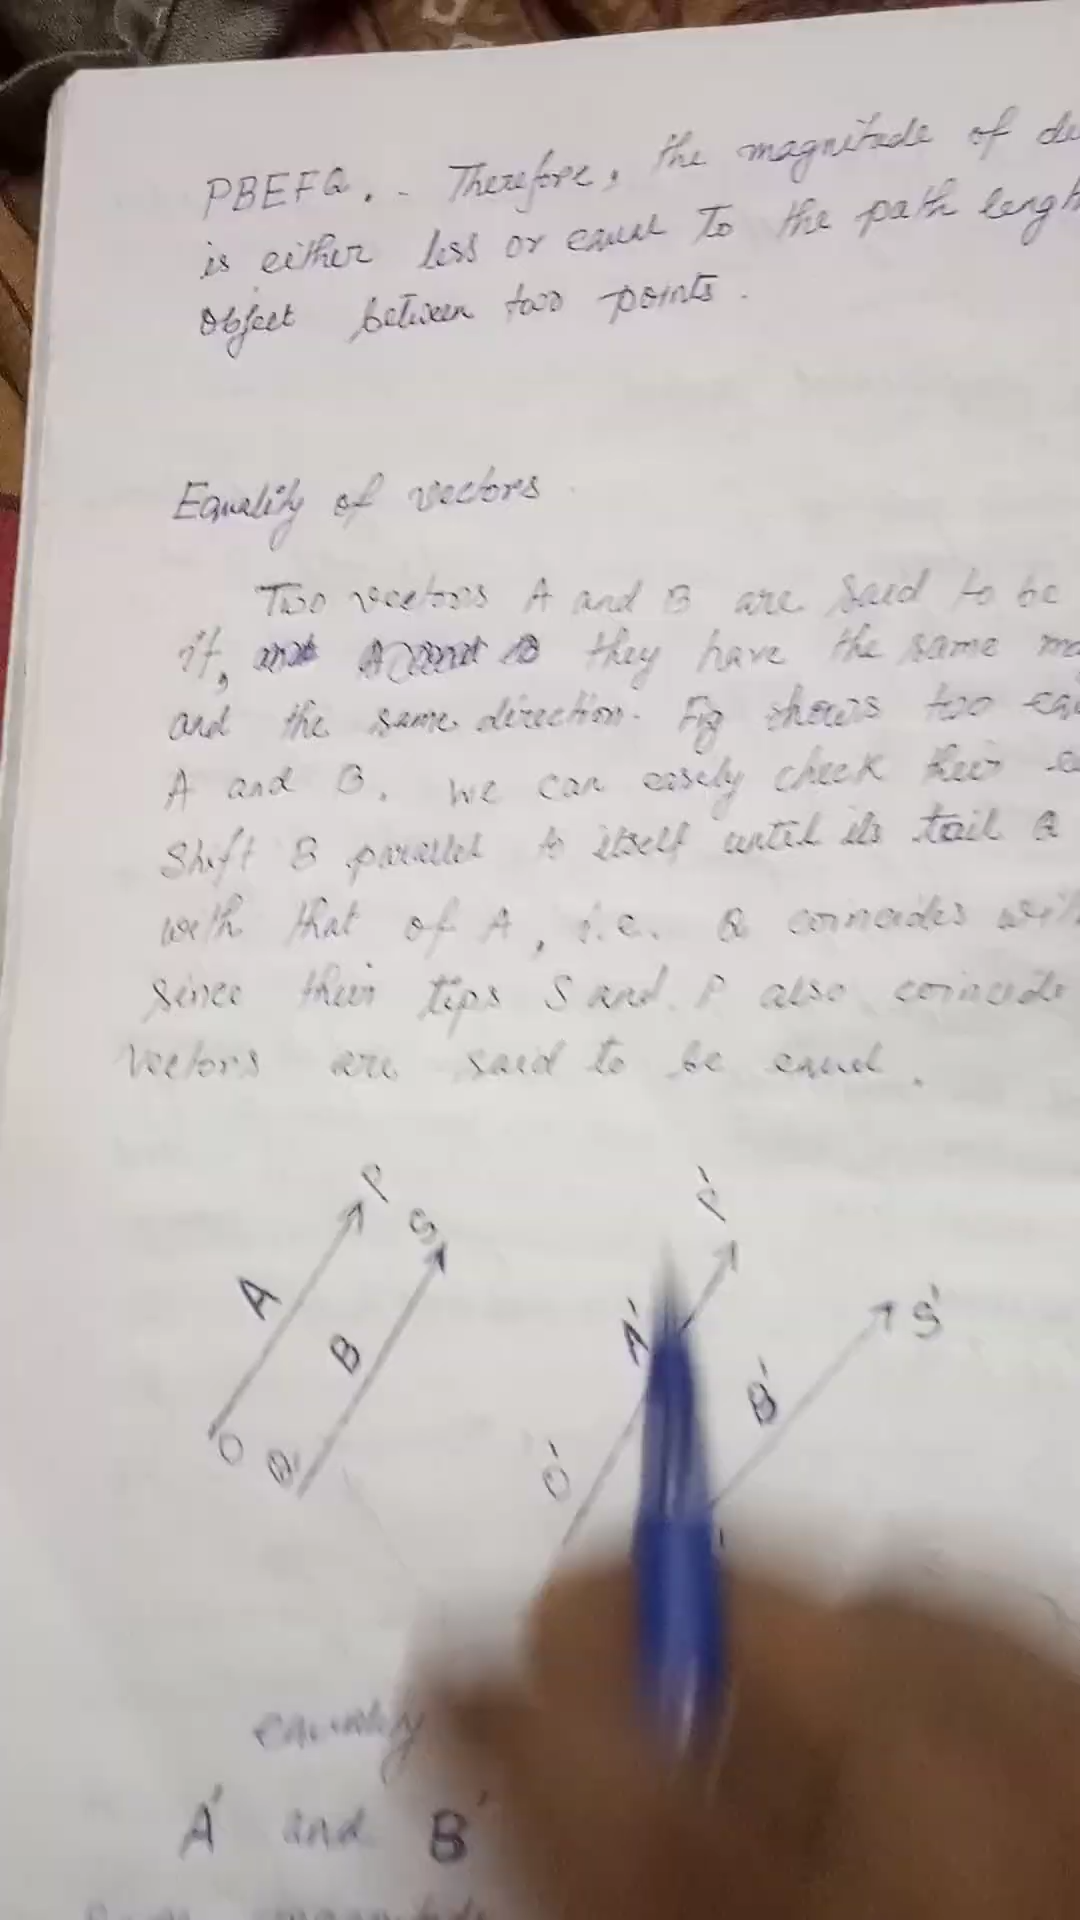 PBEFQ. - Therefore, the magnitude of
is either less or equal To the path length
object between two points.
Equality of vectors
Two vectors A and B are said to be
if, they have the same
and the same direction. Fig shows two
A and B. we can easily check their
Shift B parallel to itself until its tail Q
with that of A, i.e. Q coincides
since their tips S and P also coincide
Vectors are said to be equal.
P
S
P'
A
A'
S'
B
B'
O
O'
Q'
equality
A' and B'